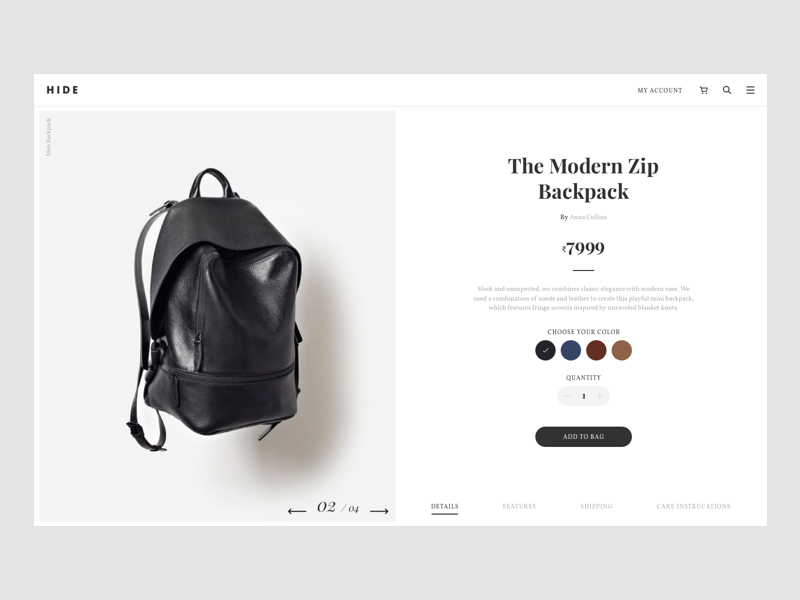 HIDE
MY ACCOUNT
Men Backpack
The Modern Zip
Backpack
By Anna Collins
₹7999
Sleek and unexpected, we combines classic elegance with modern ease. We
used a combination of suede and leather to create this playful mini backpack,
which features fringe accents inspired by unraveled blanket knots.
CHOOSE YOUR COLOR
QUANTITY
1
ADD TO BAG
02 / 04
DETAILS
FEATURES
SHIPPING
CARE INSTRUCATIONS